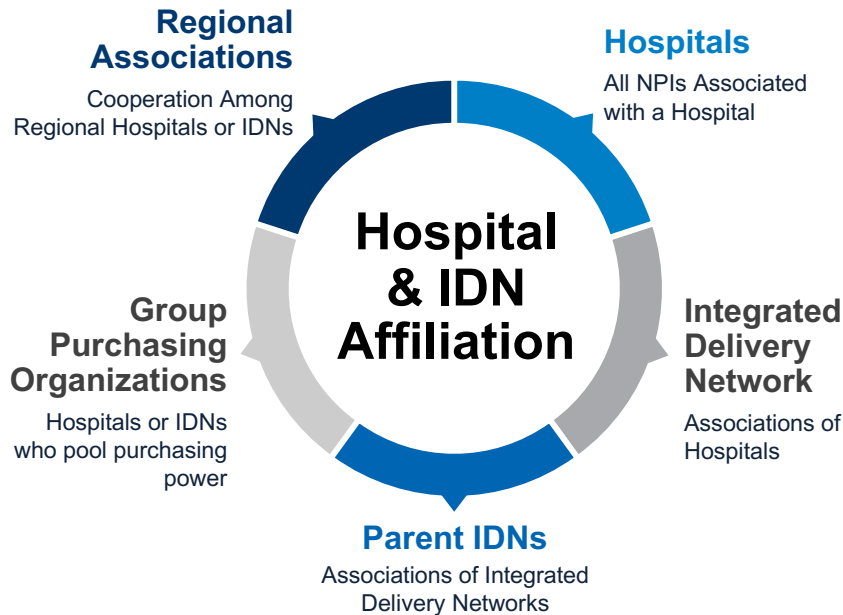 Regional
Associations
Cooperation Among
Regional Hospitals or IDNs
Hospitals
All NPIs Associated
with a Hospital
Hospital
& IDN
Affiliation
Group
Purchasing
Organizations
Hospitals or IDNs
who pool purchasing
power
Integrated
Delivery
Network
Associations of
Hospitals
Parent IDNs
Associations of Integrated
Delivery Networks